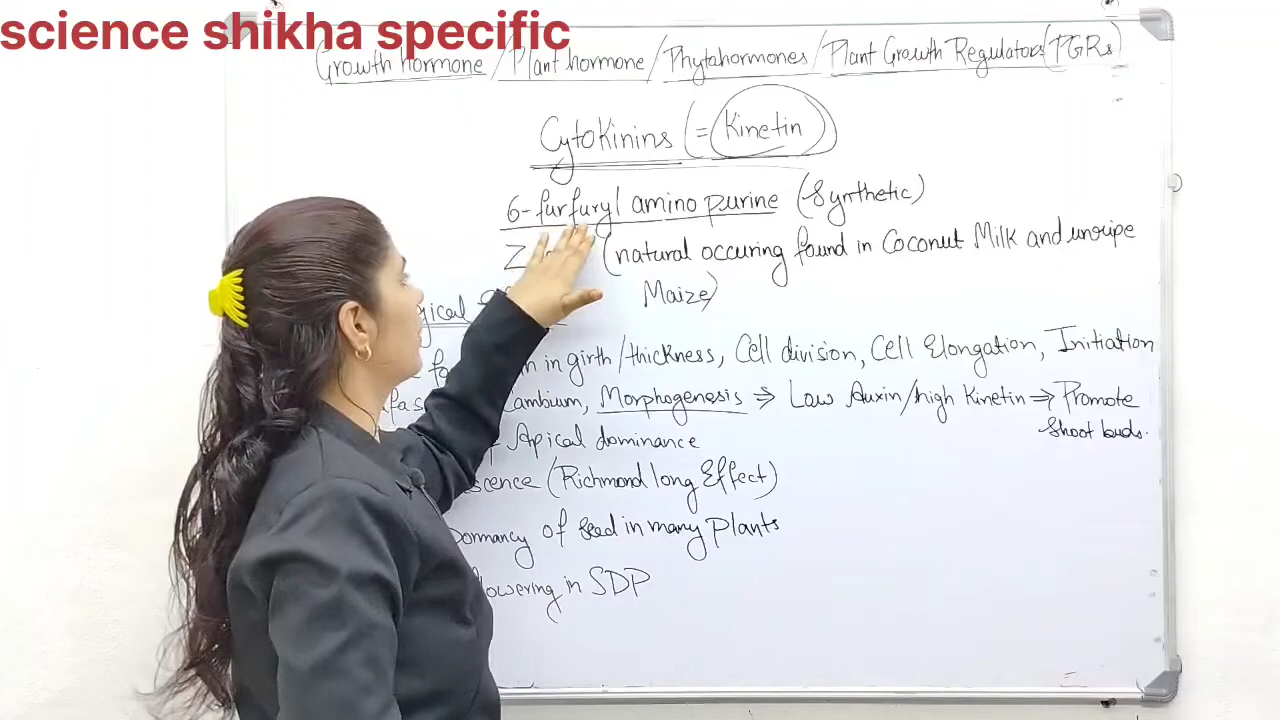 science shikha specific
Growth hormone / Plant hormone / Phytahormones / Plant Growth Regulators (PGRs)
Cytokinins (= Kinetin)
6-furfuryl amino purine (Synthetic)
(natural occuring found in Coconut Milk and unripe
Maize)
in girth/thickness, Cell division, Cell Elongation, Initiation
Cambium, Morphogenesis ⇒ Low Auxin/high Kinetin ⇒ Promote
Shoot buds.
of Apical dominance
(Richmond long Effect)
Dormancy of seed in many plants
flowering in SDP